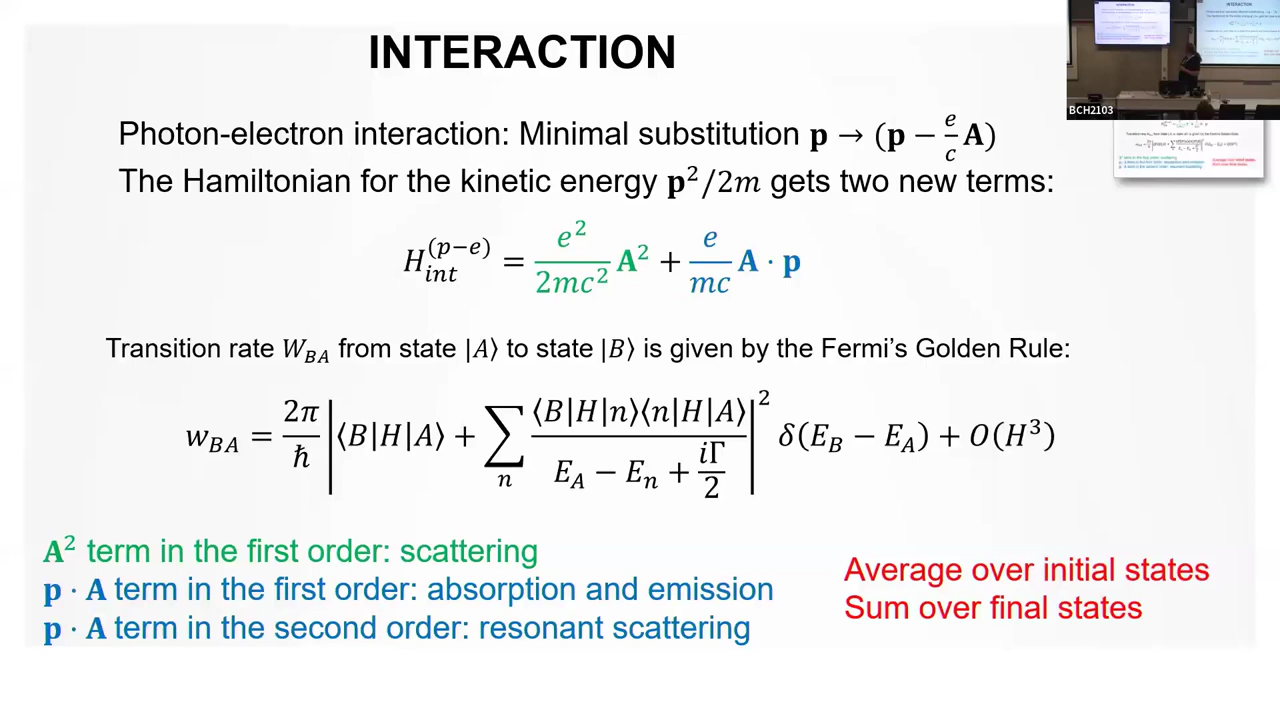 INTERACTION
BCH2103
Photon-electron interaction: Minimal substitution 𝐩 → (𝐩 − e/c 𝐀)
The Hamiltonian for the kinetic energy 𝐩²/2m gets two new terms:
H_int^(p−e) = e²/2mc² 𝐀² + e/mc 𝐀 · 𝐩
Transition rate W_BA from state |A⟩ to state |B⟩ is given by the Fermi's Golden Rule:
w_BA = 2π/ħ |⟨B|H|A⟩ + ∑_n ⟨B|H|n⟩⟨n|H|A⟩ / (E_A − E_n + iΓ/2)|² δ(E_B − E_A) + O(H³)
𝐀² term in the first order: scattering
𝐩 · 𝐀 term in the first order: absorption and emission
𝐩 · 𝐀 term in the second order: resonant scattering
Average over initial states
Sum over final states